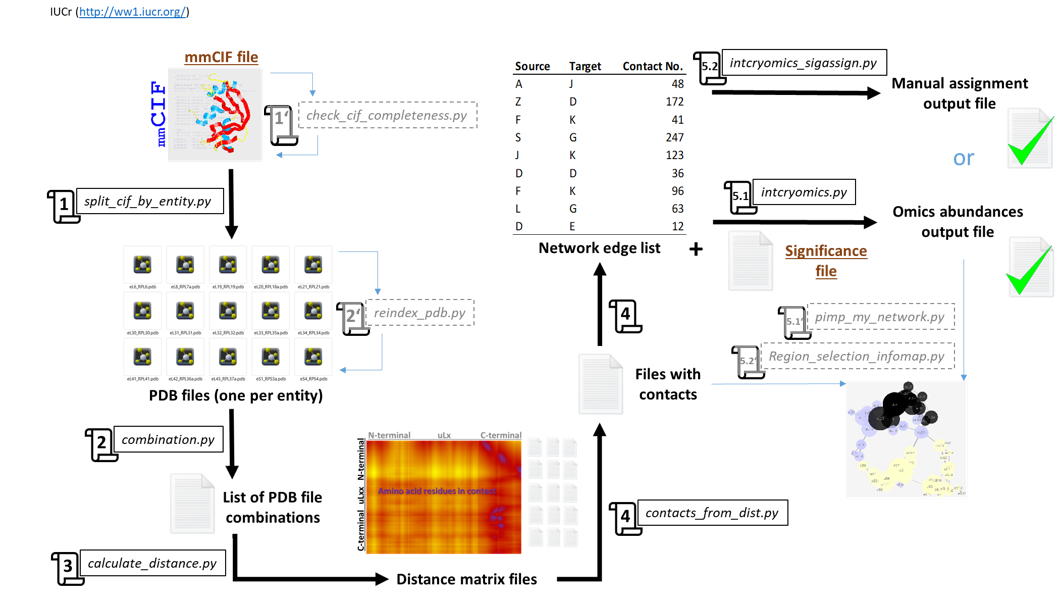 IUCr (http://ww1.iucr.org/)
mmCIF file
mmCIF
1'
check_cif_completeness.py
1
split_cif_by_entity.py
eL6_RPL6.pdb
eL8_RPL7a.pdb
eL19_RPL19.pdb
eL20_RPL18a.pdb
eL21_RPL21.pdb
eL30_RPL30.pdb
eL31_RPL31.pdb
eL32_RPL32.pdb
eL33_RPL35a.pdb
eL34_RPL34.pdb
eL41_RPL41.pdb
eL42_RPL36a.pdb
eL43_RPL37a.pdb
eS1_RPS3a.pdb
eS4_RPS4.pdb
2'
reindex_pdb.py
PDB files (one per entity)
2
combination.py
List of PDB file
combinations
3
calculate_distance.py
N-terminal uLx C-terminal
C-terminal uLxx N-terminal
Amino acid residues in contact
Distance matrix files
4
contacts_from_dist.py
Files with
contacts
4
Source Target Contact No.
A J 48
Z D 172
F K 41
S G 247
J K 123
D D 36
F K 96
L G 63
D E 12
Network edge list
+
Significance
file
5.2
intcryomics_sigassign.py
Manual assignment
output file
or
5.1
intcryomics.py
Omics abundances
output file
5.1'
pimp_my_network.py
5.2'
Region_selection_infomap.py